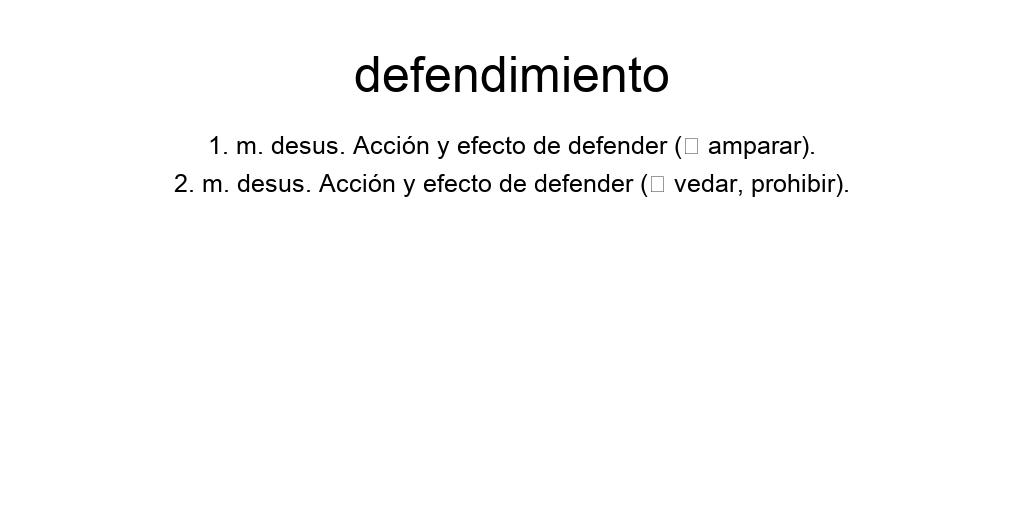 defendimiento
1. m. desus. Acción y efecto de defender (□ amparar).
2. m. desus. Acción y efecto de defender (□ vedar, prohibir).